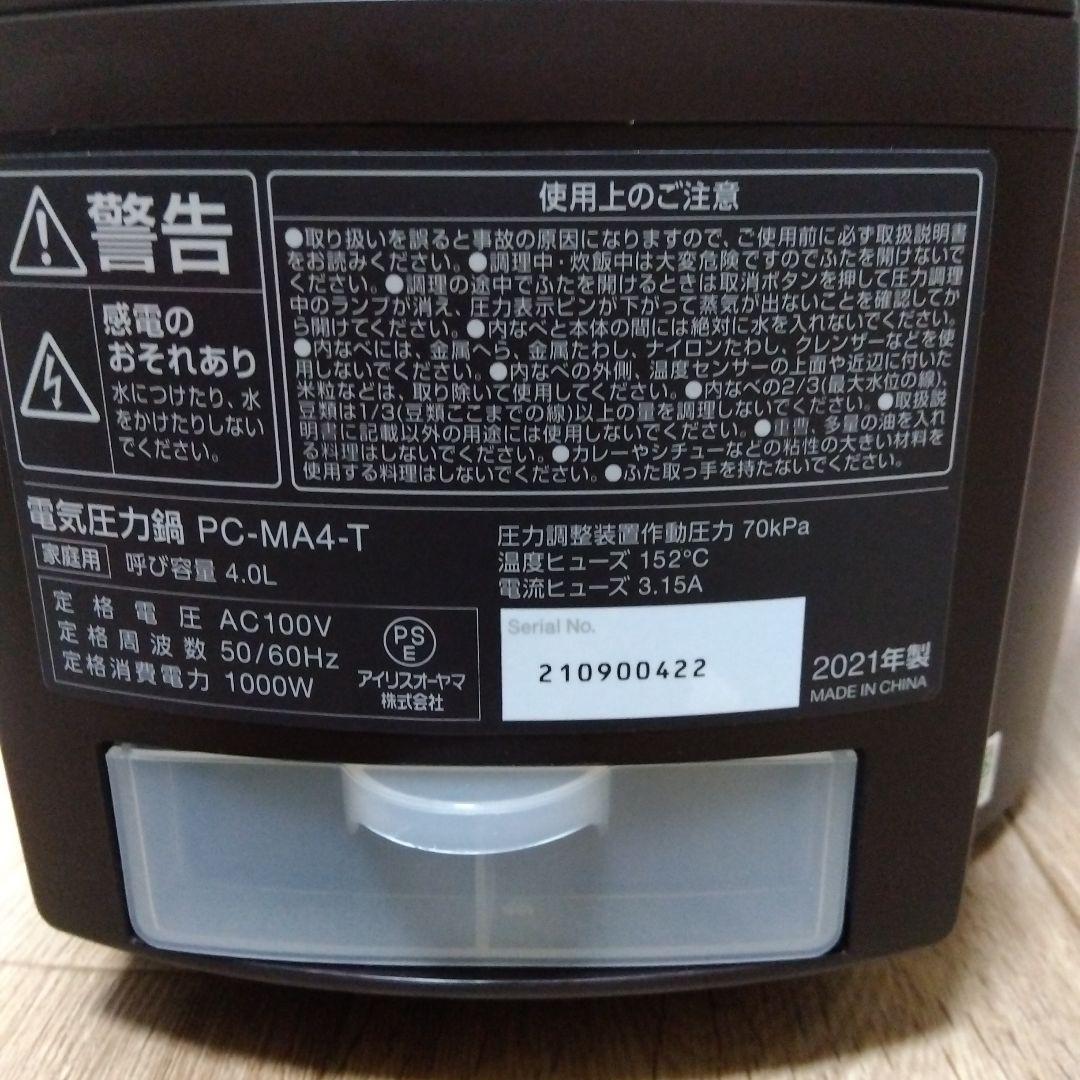 警告
感電の
おそれあり
水につけたり、水
をかけたりしない
でください。
使用上のご注意
●取り扱いを誤ると事故の原因になりますので、ご使用前に必ず取扱説明書
をお読みください。●調理中・炊飯中は大変危険ですのでふたを開けないで
ください。●調理の途中でふたを開けるときは取消ボタンを押して圧力調理
中のランプが消え、圧力表示ピンが下がって蒸気が出ないことを確認してか
ら開けてください。●内なべと本体の間には絶対に水を入れないでください。
●内なべには、金属へら、金属たわし、ナイロンたわし、クレンザーなどを使
用しないでください。●内なべの外側、温度センサーの上面や近辺に付いた
米粒などは、取り除いて使用してください。●内なべの2/3(最大水位の線)、
豆類は1/3(豆類ここまでの線)以上の量を調理しないでください。●取扱説
明書に記載以外の用途には使用しないでください。●重曹、多量の油を入れ
る料理はしないでください。●カレーやシチューなどの粘性の大きい材料を
使用する料理はしないでください。●ふた取っ手を持たないでください。
電気圧力鍋 PC-MA4-T
家庭用 呼び容量 4.0L
定格電圧 AC100V
定格周波数 50/60Hz
定格消費電力 1000W
PSE
アイリスオーヤマ
株式会社
圧力調整装置作動圧力 70kPa
温度ヒューズ 152℃
電流ヒューズ 3.15A
Serial No.
210900422
2021年製
MADE IN CHINA